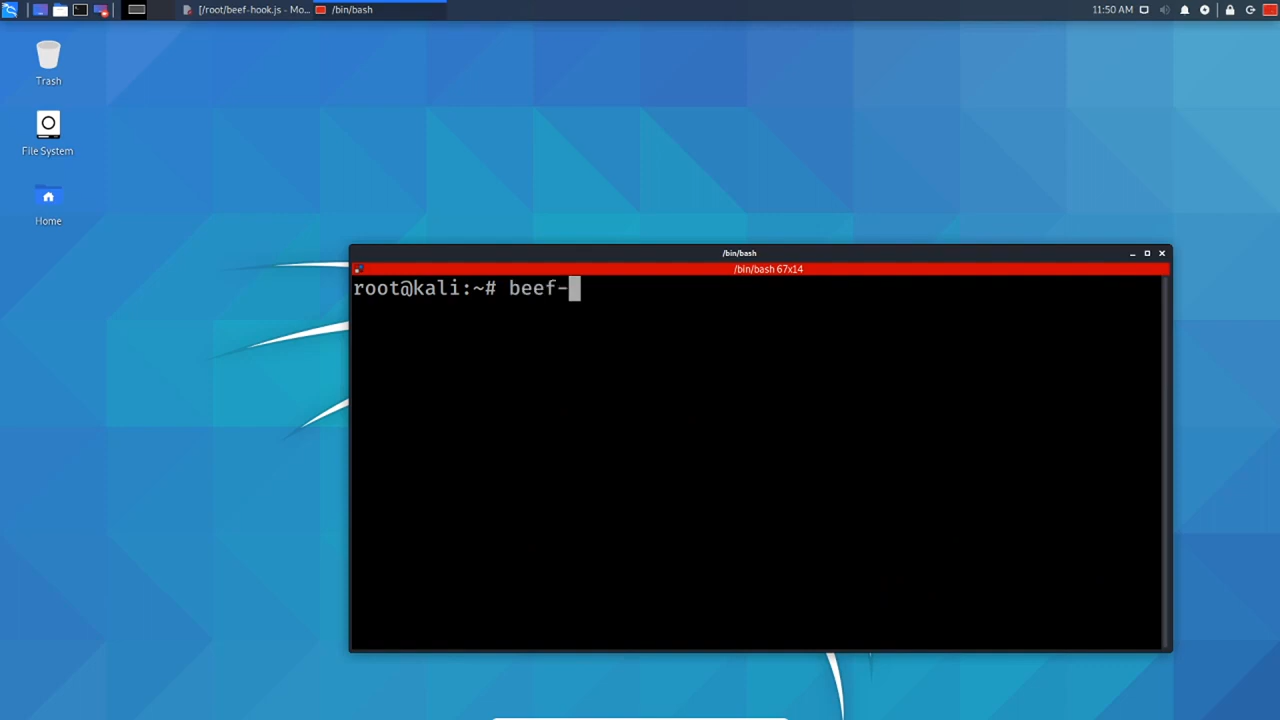 [/root/beef-hook.js - Mo...
/bin/bash
11:50 AM
Trash
File System
Home
/bin/bash
/bin/bash 67x14
root@kali:~# beef-